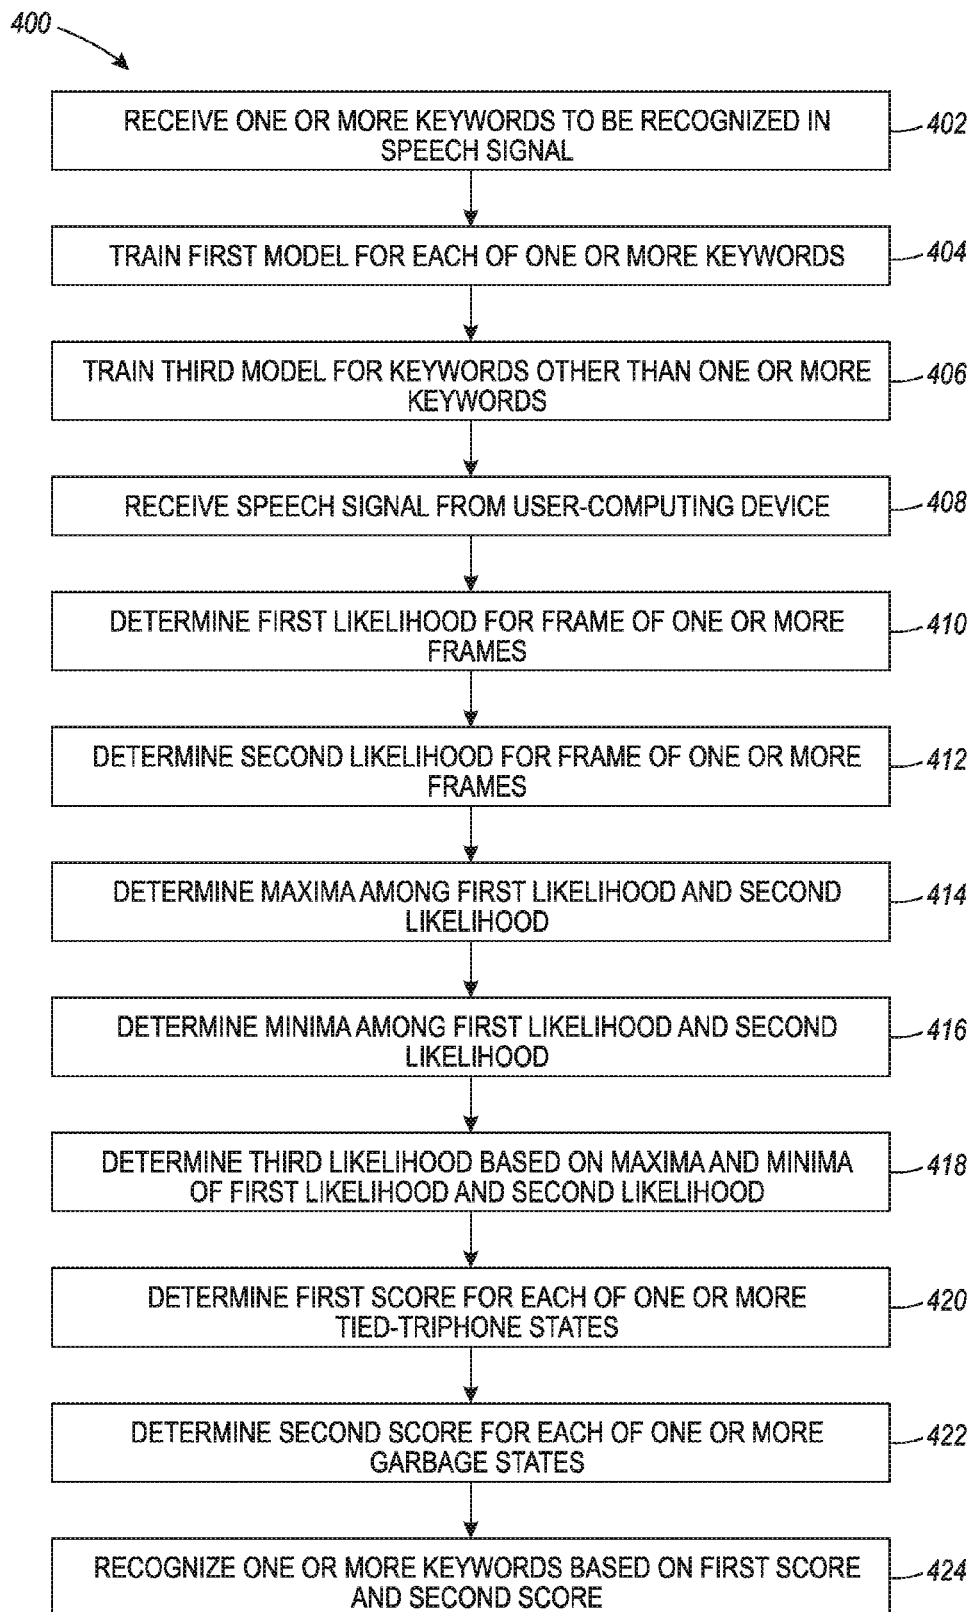 400
RECEIVE ONE OR MORE KEYWORDS TO BE RECOGNIZED IN
SPEECH SIGNAL
402
TRAIN FIRST MODEL FOR EACH OF ONE OR MORE KEYWORDS
404
TRAIN THIRD MODEL FOR KEYWORDS OTHER THAN ONE OR MORE
KEYWORDS
406
RECEIVE SPEECH SIGNAL FROM USER-COMPUTING DEVICE
408
DETERMINE FIRST LIKELIHOOD FOR FRAME OF ONE OR MORE
FRAMES
410
DETERMINE SECOND LIKELIHOOD FOR FRAME OF ONE OR MORE
FRAMES
412
DETERMINE MAXIMA AMONG FIRST LIKELIHOOD AND SECOND
LIKELIHOOD
414
DETERMINE MINIMA AMONG FIRST LIKELIHOOD AND SECOND
LIKELIHOOD
416
DETERMINE THIRD LIKELIHOOD BASED ON MAXIMA AND MINIMA
OF FIRST LIKELIHOOD AND SECOND LIKELIHOOD
418
DETERMINE FIRST SCORE FOR EACH OF ONE OR MORE
TIED-TRIPHONE STATES
420
DETERMINE SECOND SCORE FOR EACH OF ONE OR MORE
GARBAGE STATES
422
RECOGNIZE ONE OR MORE KEYWORDS BASED ON FIRST SCORE
AND SECOND SCORE
424